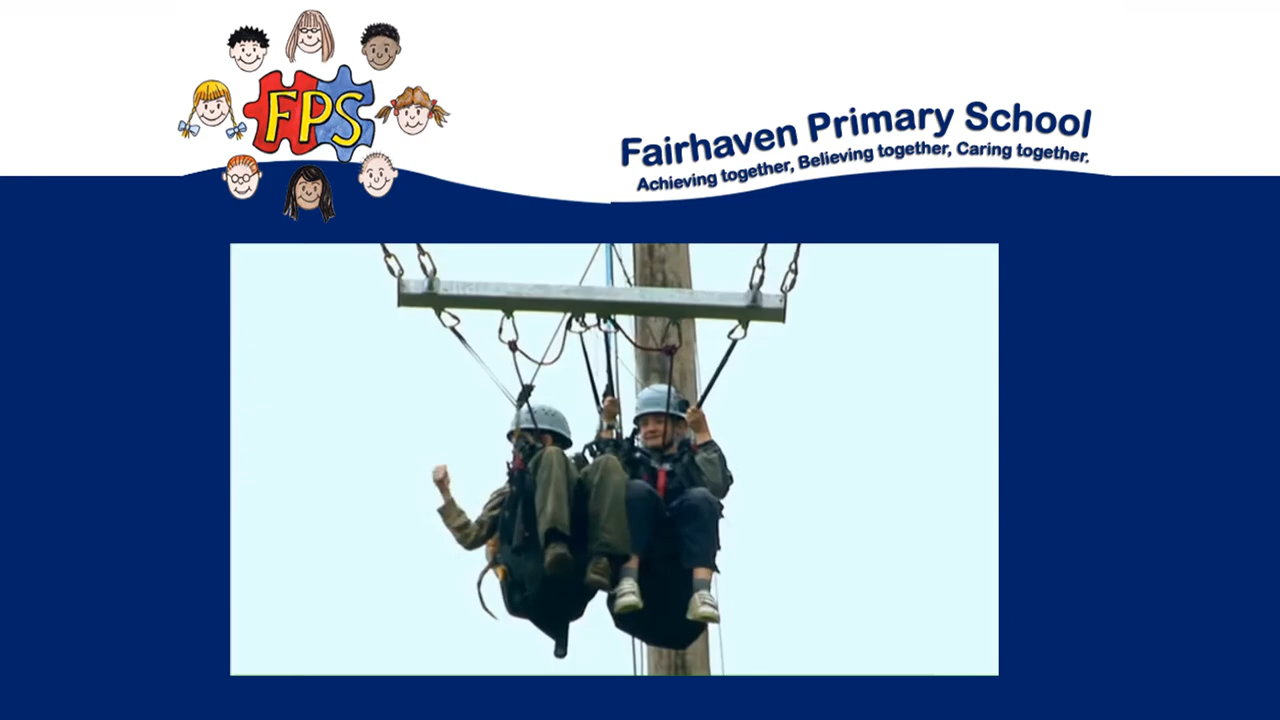 FPS
Fairhaven Primary School
Achieving together, Believing together, Caring together.